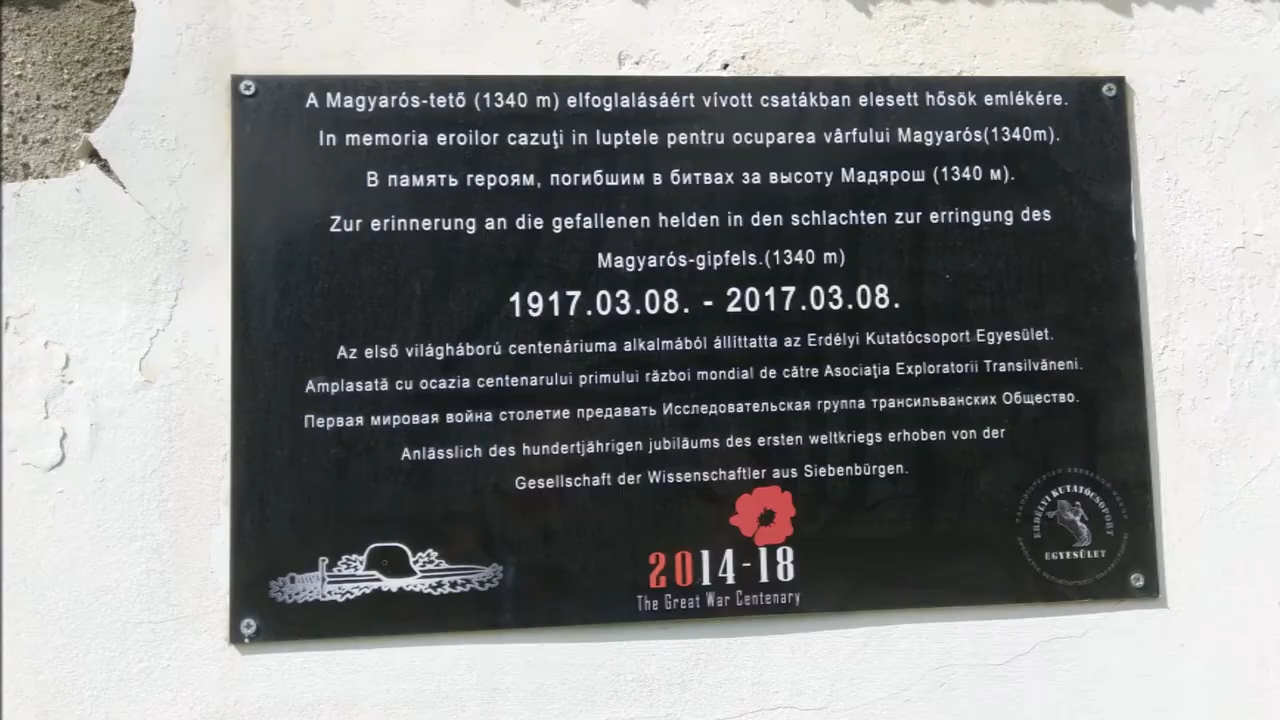 A Magyarós-tető (1340 m) elfoglalásáért vívott csatákban elesett hősök emlékére.
In memoria eroilor cazuţi in luptele pentru ocuparea vârfului Magyarós(1340m).
В память героям, погибшим в битвах за высоту Мадярош (1340 м).
Zur erinnerung an die gefallenen helden in den schlachten zur erringung des
Magyarós-gipfels.(1340 m)
1917.03.08. - 2017.03.08.
Az első világháború centenáriuma alkalmából állíttatta az Erdélyi Kutatócsoport Egyesület.
Amplasată cu ocazia centenarului primului război mondial de către Asociaţia Exploratorii Transilvăneni.
Первая мировая война столетие предавать Исследовательская группа трансильванских Общество.
Anlässlich des hundertjährigen jubiläums des ersten weltkriegs erhoben von der
Gesellschaft der Wissenschaftler aus Siebenbürgen.
2014-18
The Great War Centenary
ERDÉLYI KUTATÓCSOPORT
EGYESÜLET